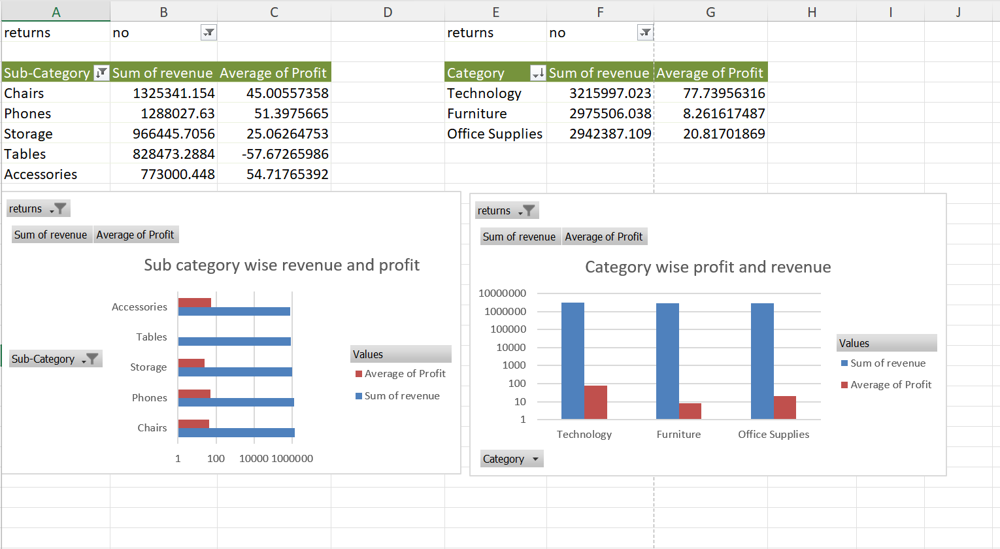 A B C D E F G H I J
returns no returns no
Sub-Category Sum of revenue Average of Profit Category Sum of revenue Average of Profit
Chairs 1325341.154 45.00557358 Technology 3215997.023 77.73956316
Phones 1288027.63 51.3975665 Furniture 2975506.038 8.261617487
Storage 966445.7056 25.06264753 Office Supplies 2942387.109 20.81701869
Tables 828473.2884 -57.67265986
Accessories 773000.448 54.71765392
returns
Sum of revenue Average of Profit
Sub category wise revenue and profit
Accessories
Tables
Storage
Phones
Chairs
1 100 10000 1000000
Sub-Category
Values
Average of Profit
Sum of revenue
returns
Sum of revenue Average of Profit
Category wise profit and revenue
10000000
1000000
100000
10000
1000
100
10
1
Technology Furniture Office Supplies
Values
Sum of revenue
Average of Profit
Category